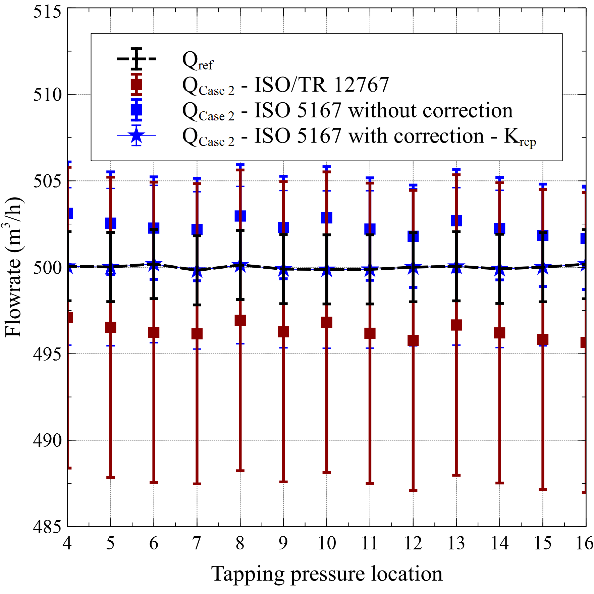 515
510
505
500
495
490
485
Flowrate (m³/h)
Q_ref
Q_Case 2 - ISO/TR 12767
Q_Case 2 - ISO 5167 without correction
Q_Case 2 - ISO 5167 with correction - K_rcp
4 5 6 7 8 9 10 11 12 13 14 15 16
Tapping pressure location